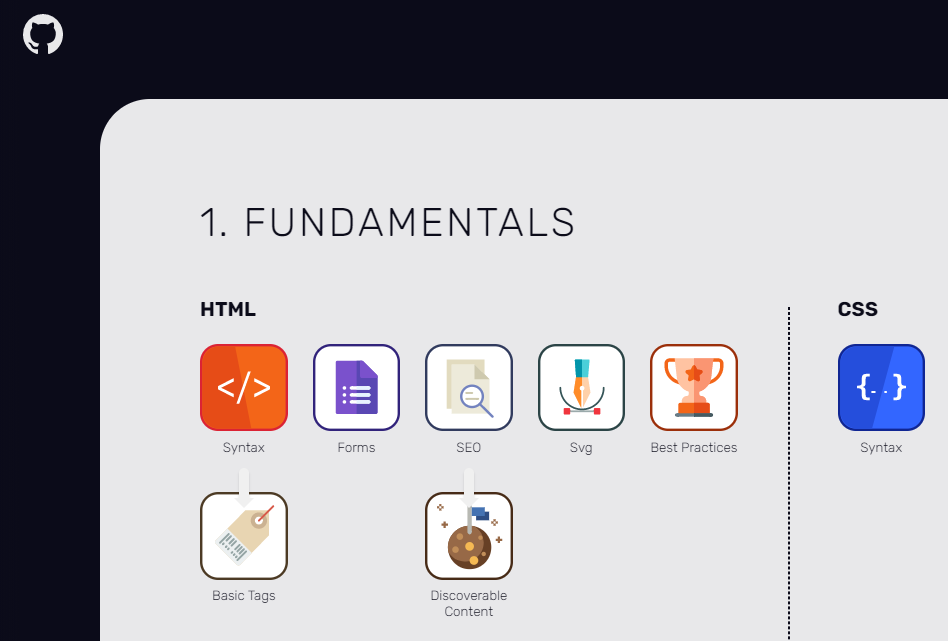 1. FUNDAMENTALS
HTML
CSS
</>
{..}
Syntax
Forms
SEO
Svg
Best Practices
Syntax
Basic Tags
Discoverable
Content